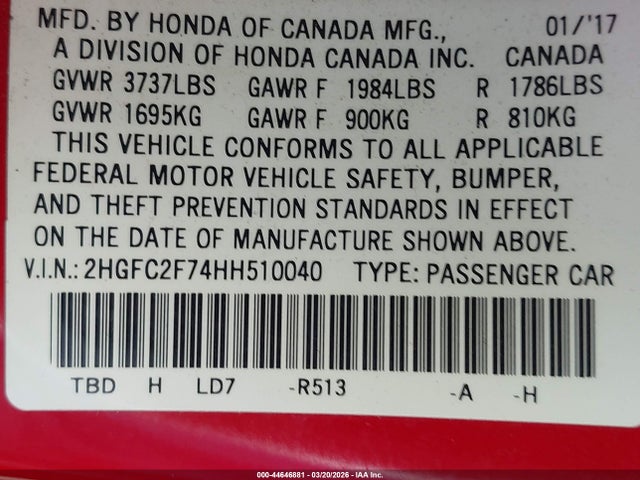 MFD. BY HONDA OF CANADA MFG., 01/'17
A DIVISION OF HONDA CANADA INC. CANADA
GVWR 3737LBS GAWR F 1984LBS R 1786LBS
GVWR 1695KG GAWR F 900KG R 810KG
THIS VEHICLE CONFORMS TO ALL APPLICABLE
FEDERAL MOTOR VEHICLE SAFETY, BUMPER,
AND THEFT PREVENTION STANDARDS IN EFFECT
ON THE DATE OF MANUFACTURE SHOWN ABOVE.
V.I.N.: 2HGFC2F74HH510040 TYPE: PASSENGER CAR
TBD H LD7 -R513 -A -H
000-44646881 - 03/20/2026 - IAA Inc.